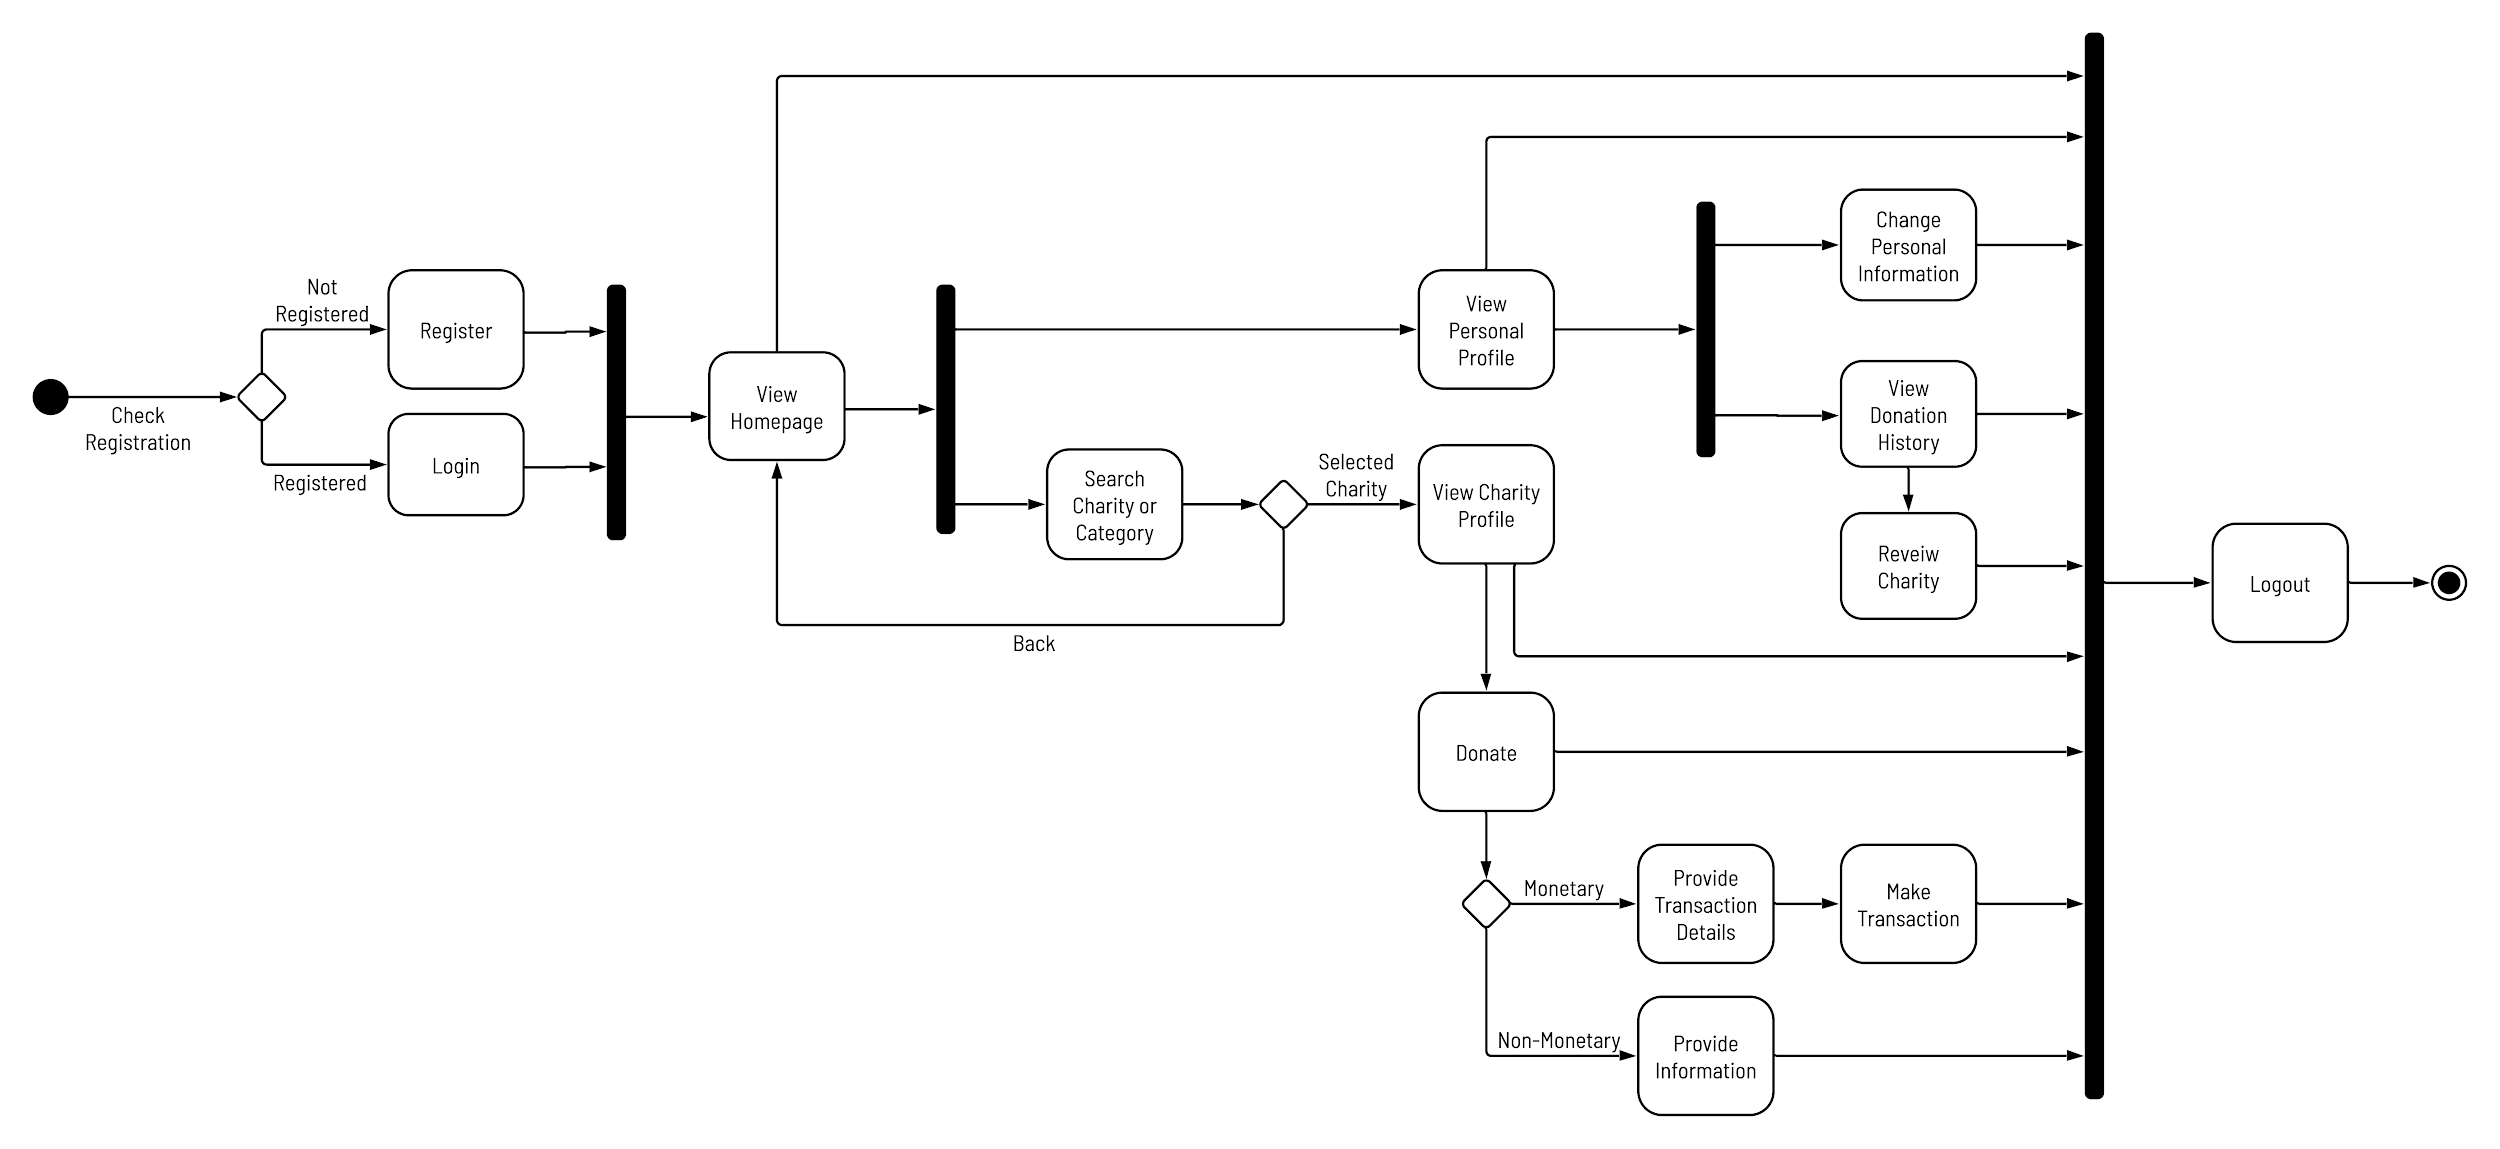 Check
Registration
Not
Registered
Registered
Register
Login
View
Homepage
Search
Charity or
Category
Back
Selected
Charity
View
Personal
Profile
View Charity
Profile
Change
Personal
Information
View
Donation
History
Reveiw
Charity
Donate
Monetary
Provide
Transaction
Details
Make
Transaction
Non-Monetary
Provide
Information
Logout